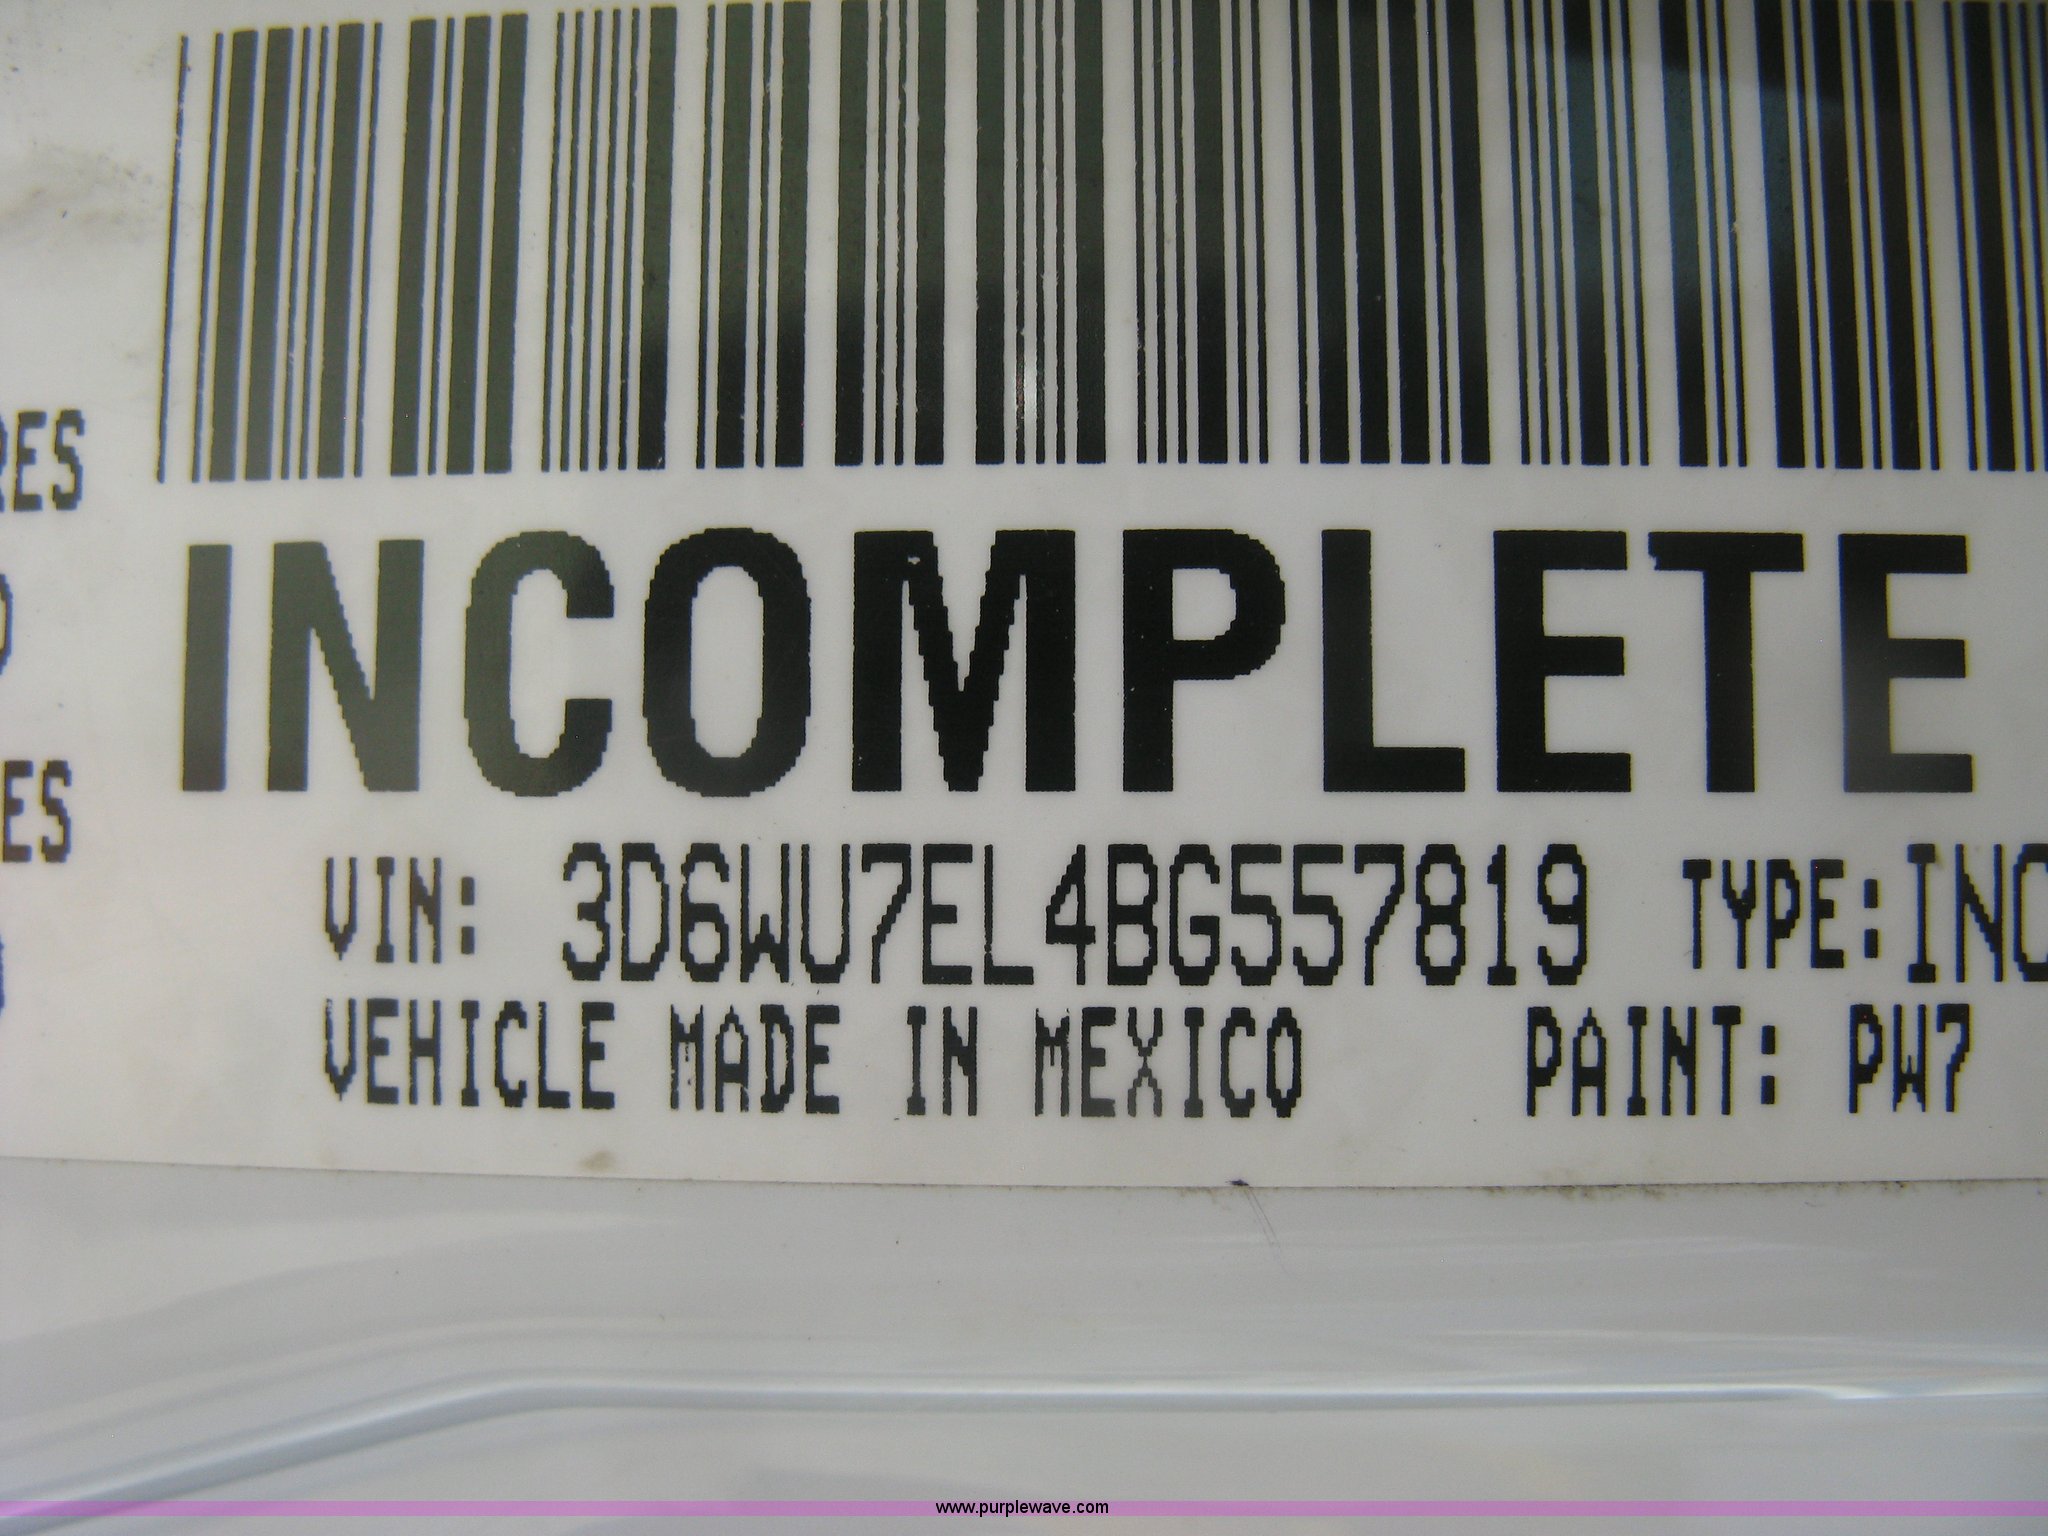 RES
INCOMPLETE
ES
VIN: 3D6WU7EL4BG557819 TYPE: INC
VEHICLE MADE IN MEXICO PAINT: PW7
www.purplewave.com